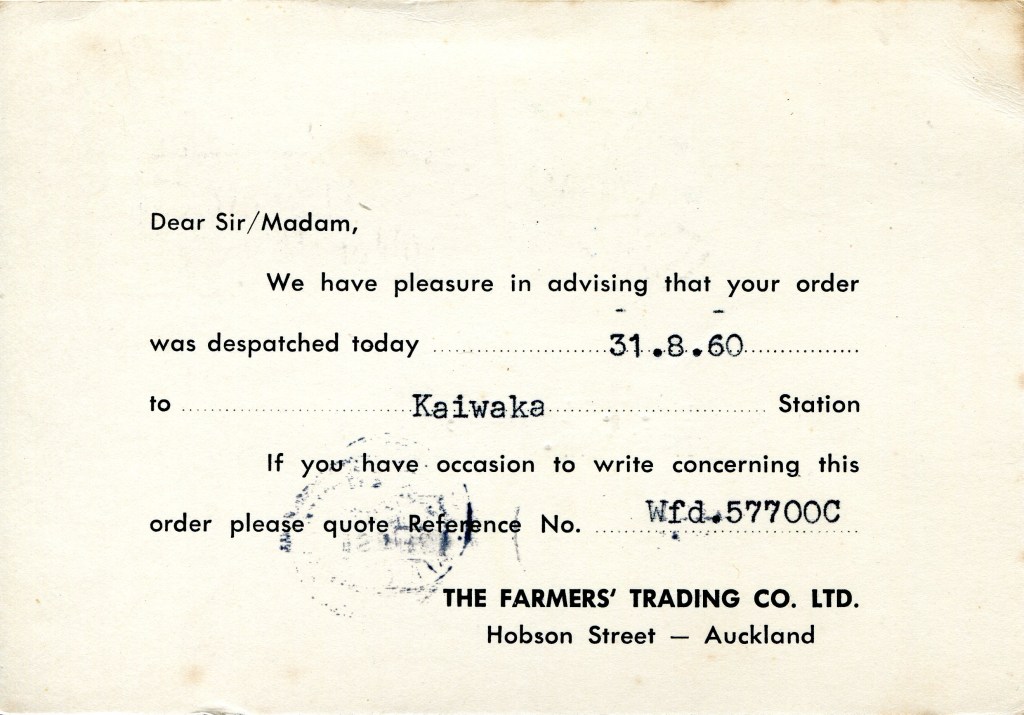 Dear Sir/Madam,
We have pleasure in advising that your order
was despatched today 31.8.60
to Kaiwaka Station
If you have occasion to write concerning this
order please quote Reference No. Wfd.57700C
THE FARMERS' TRADING CO. LTD.
Hobson Street — Auckland